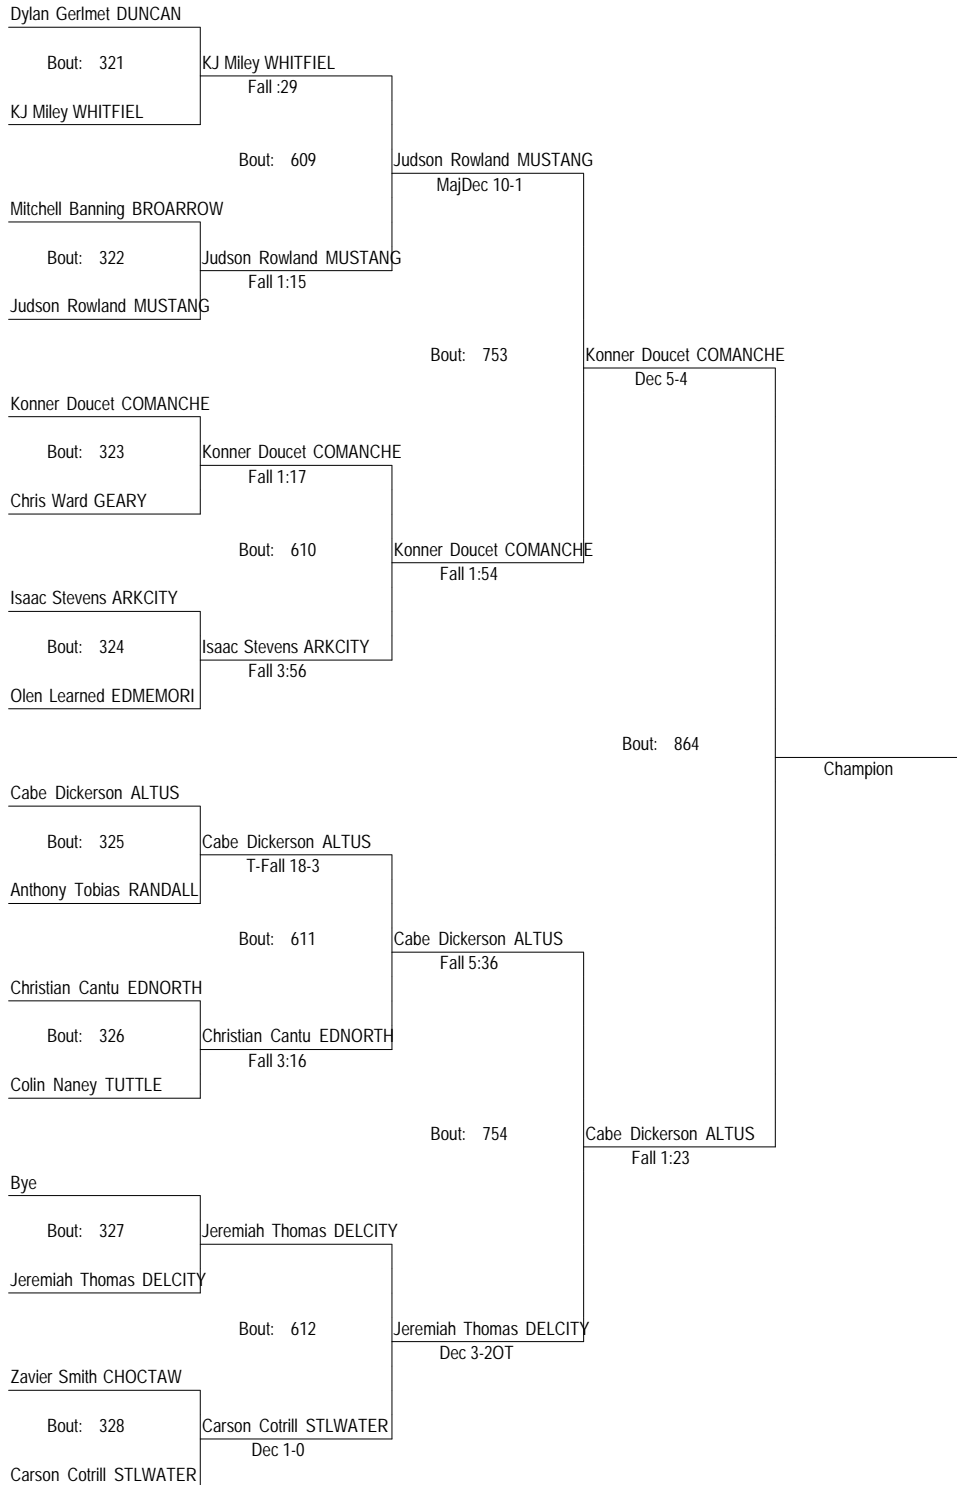 Dylan Gerlmet DUNCAN
Bout: 321
KJ Miley WHITFIEL
Fall :29
KJ Miley WHITFIEL
Bout: 609
Judson Rowland MUSTANG
MajDec 10-1
Mitchell Banning BROARROW
Bout: 322
Judson Rowland MUSTANG
Fall 1:15
Judson Rowland MUSTANG
Bout: 753
Konner Doucet COMANCHE
Dec 5-4
Konner Doucet COMANCHE
Bout: 323
Konner Doucet COMANCHE
Fall 1:17
Chris Ward GEARY
Bout: 610
Konner Doucet COMANCHE
Fall 1:54
Isaac Stevens ARKCITY
Bout: 324
Isaac Stevens ARKCITY
Fall 3:56
Olen Learned EDMEMORI
Bout: 864
Champion
Cabe Dickerson ALTUS
Bout: 325
Cabe Dickerson ALTUS
T-Fall 18-3
Anthony Tobias RANDALL
Bout: 611
Cabe Dickerson ALTUS
Fall 5:36
Christian Cantu EDNORTH
Bout: 326
Christian Cantu EDNORTH
Fall 3:16
Colin Naney TUTTLE
Bout: 754
Cabe Dickerson ALTUS
Fall 1:23
Bye
Bout: 327
Jeremiah Thomas DELCITY
Jeremiah Thomas DELCITY
Bout: 612
Jeremiah Thomas DELCITY
Dec 3-2OT
Zavier Smith CHOCTAW
Bout: 328
Carson Cotrill STLWATER
Dec 1-0
Carson Cotrill STLWATER